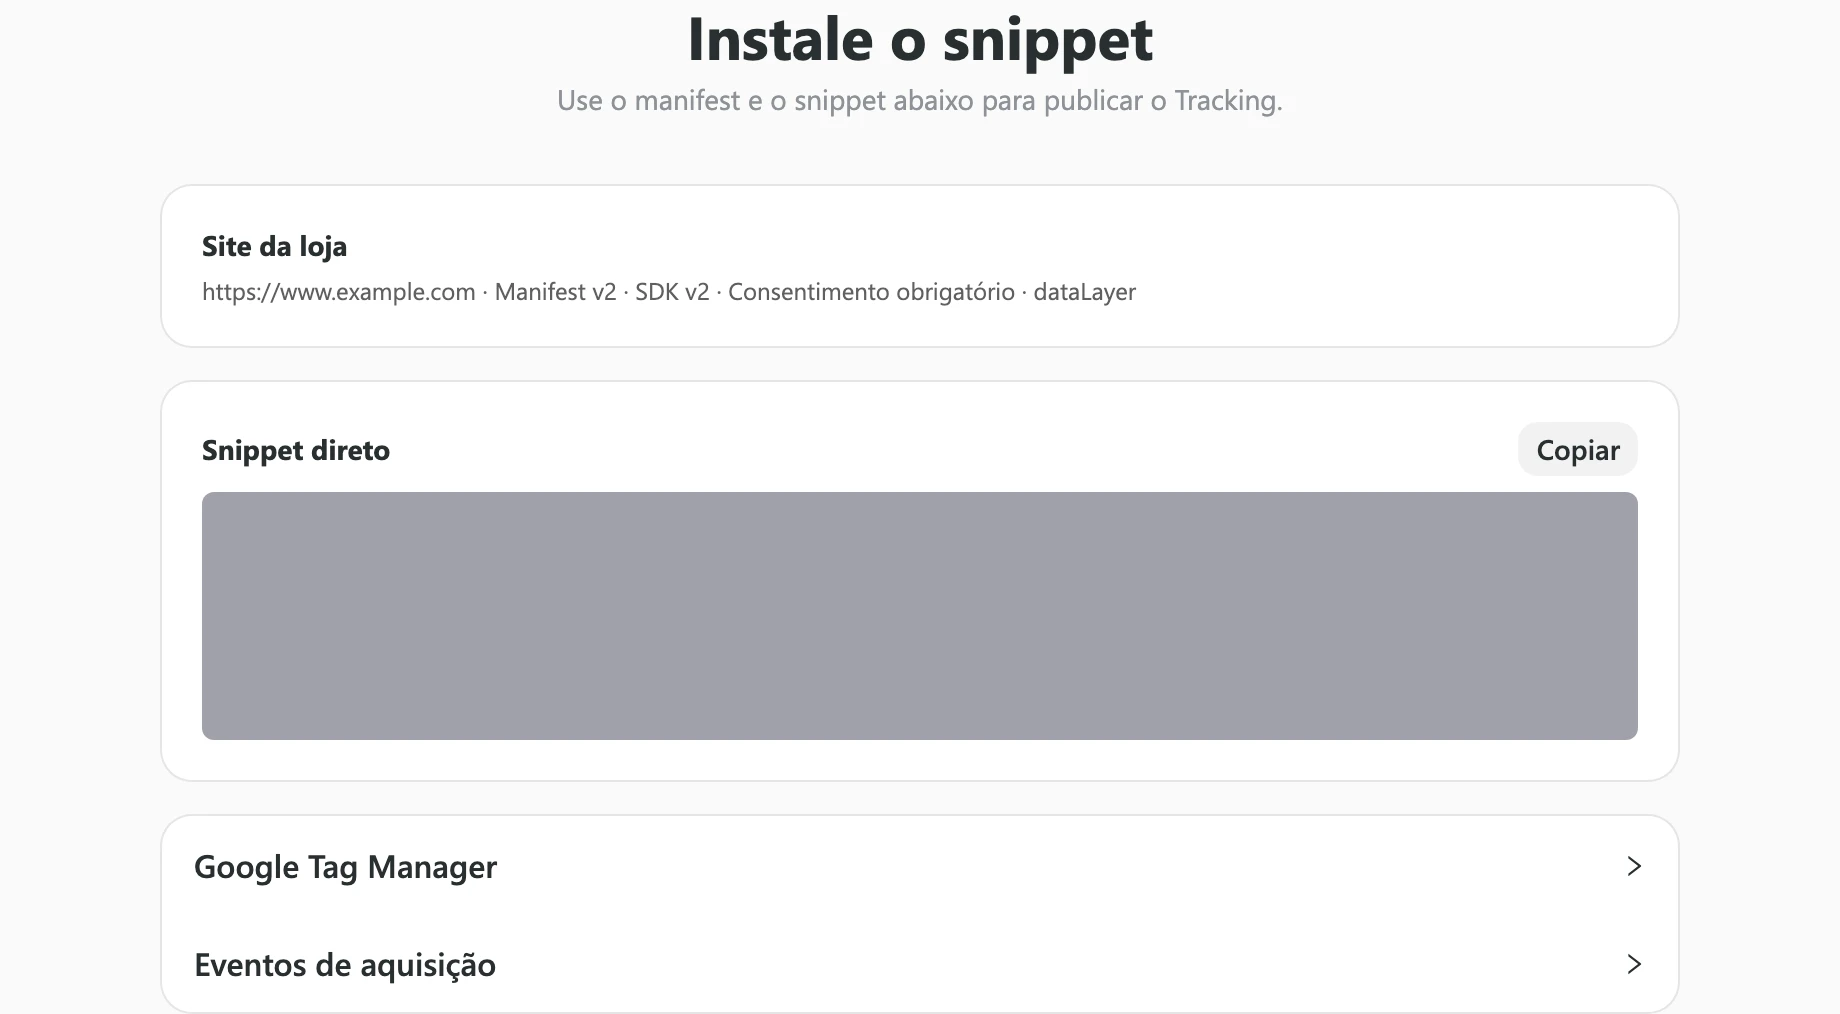 Instale o snippet
Use o manifest e o snippet abaixo para publicar o Tracking.
Site da loja
https://www.example.com · Manifest v2 · SDK v2 · Consentimento obrigatório · dataLayer
Snippet direto
Copiar
Google Tag Manager
Eventos de aquisição